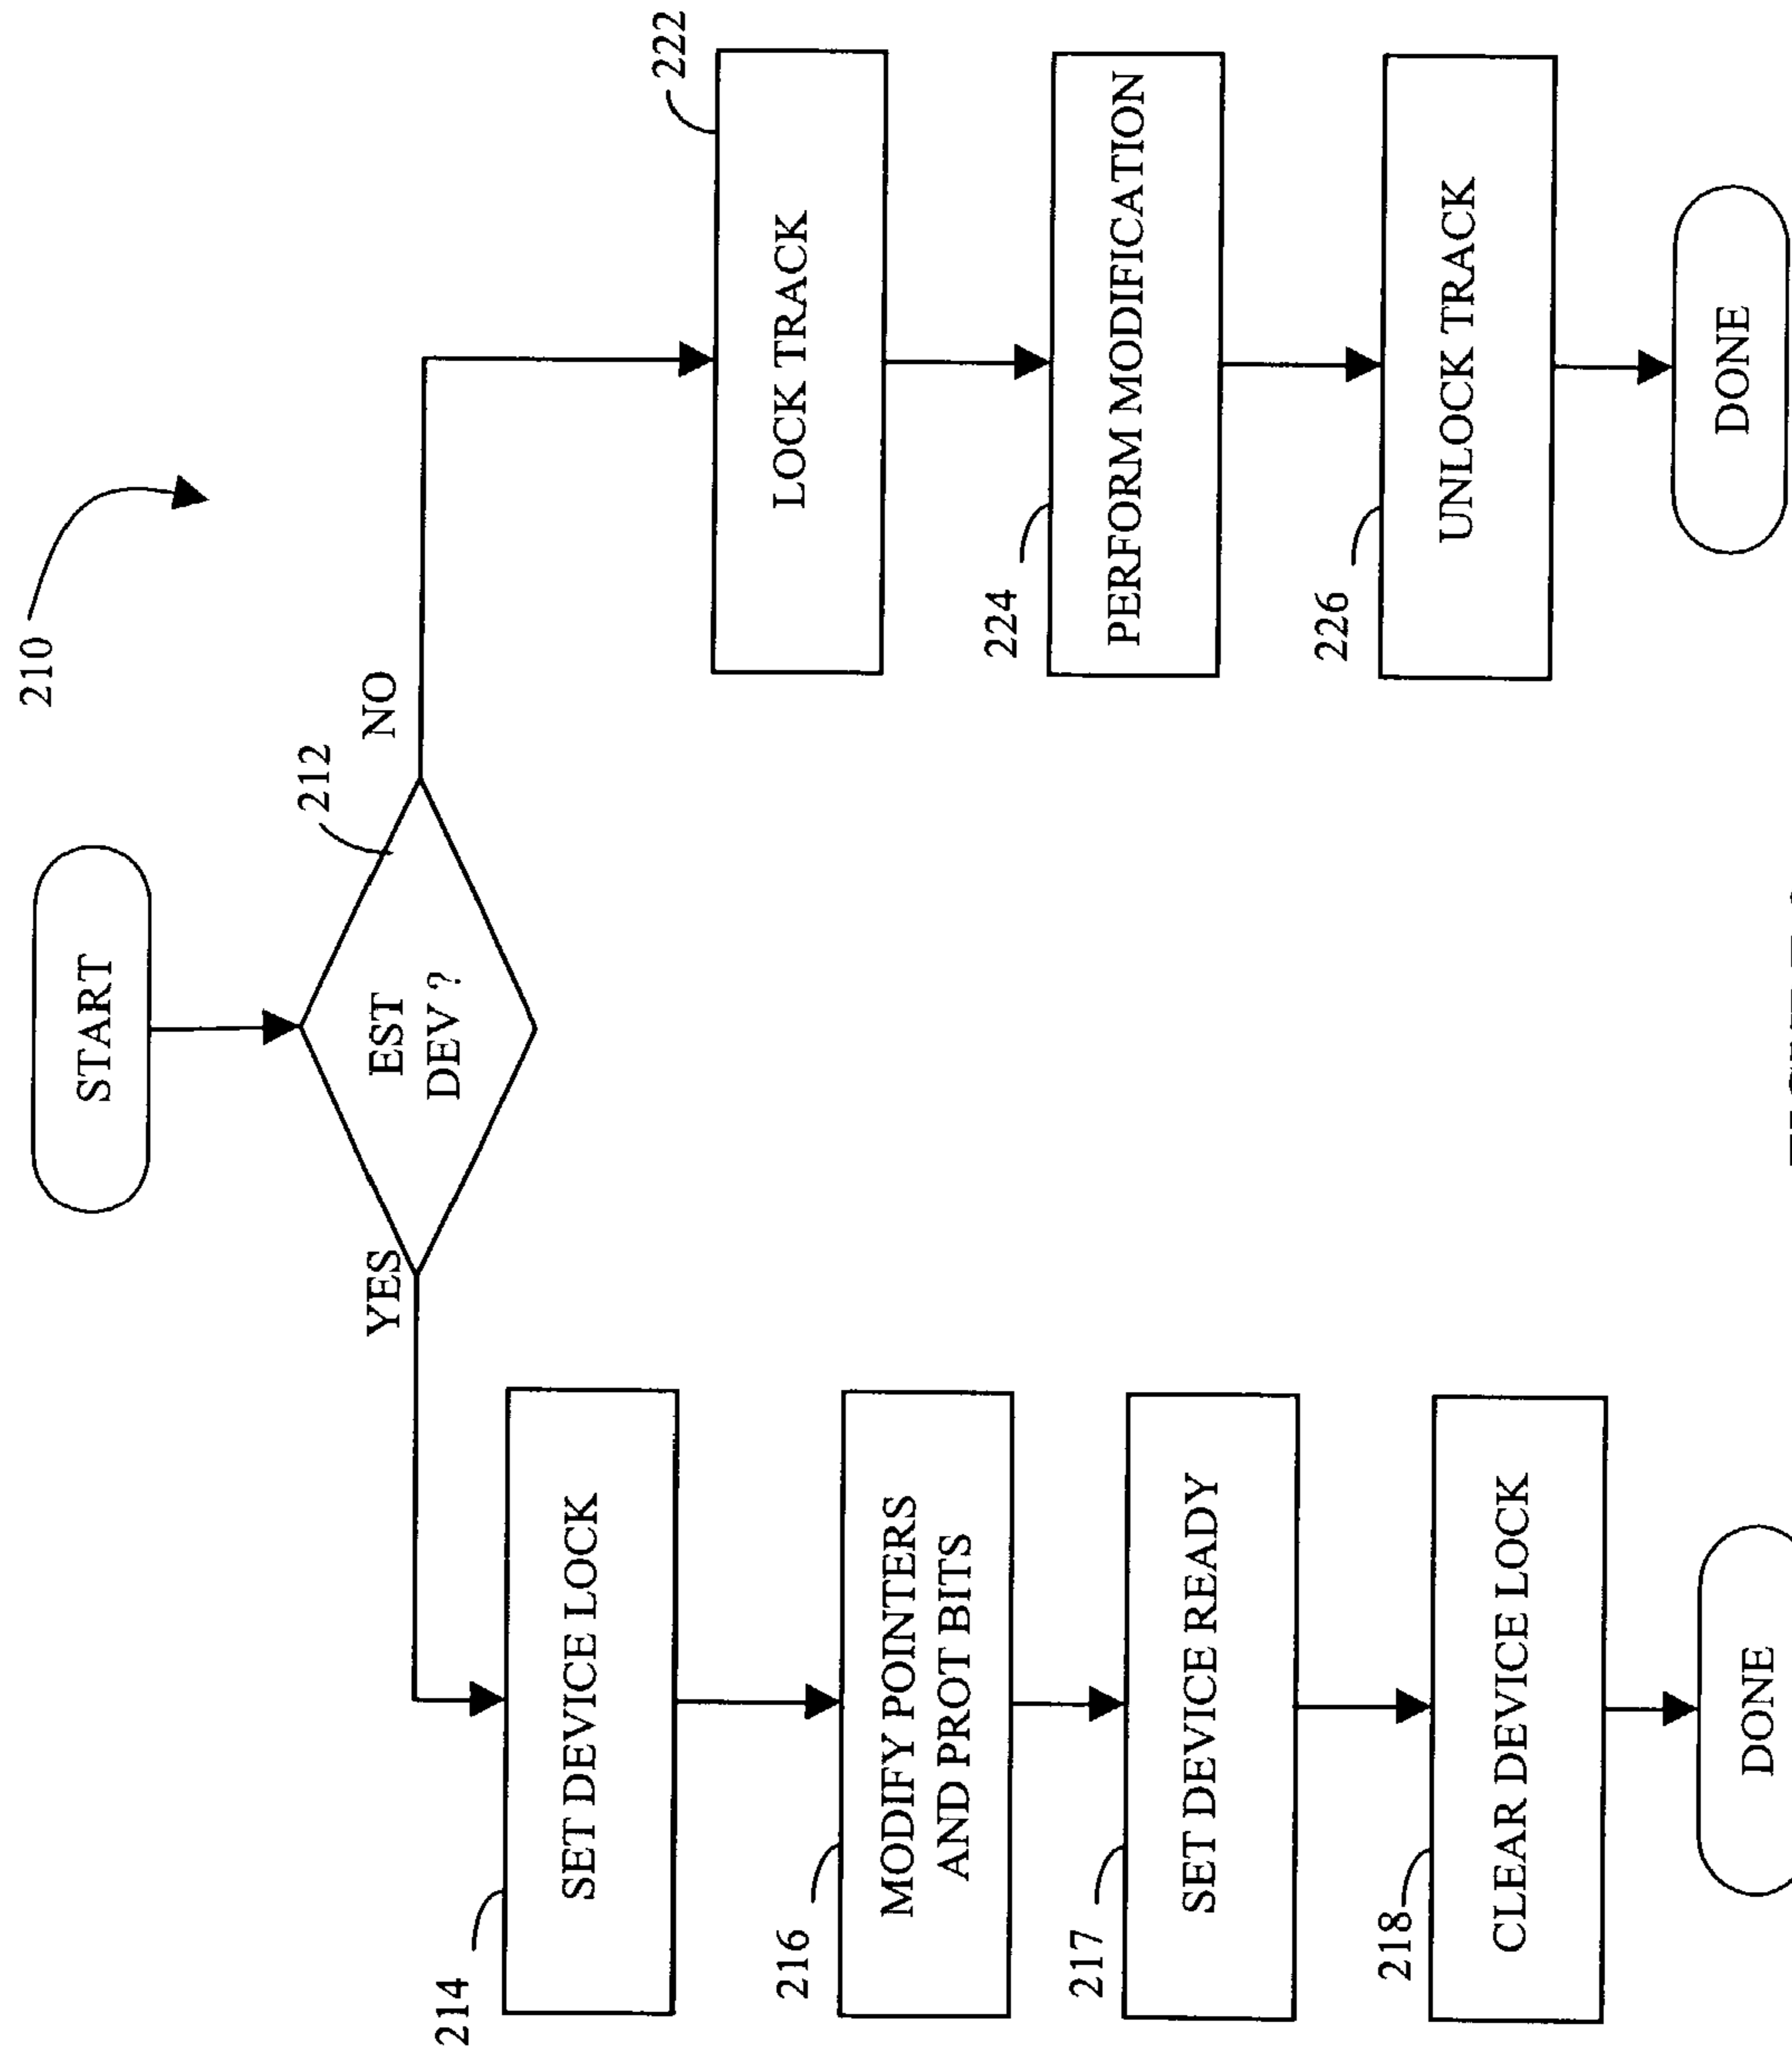 210
START
212
EST
DEV ?
YES
NO
214
SET DEVICE LOCK
216
MODIFY POINTERS
AND PROT BITS
217
SET DEVICE READY
218
CLEAR DEVICE LOCK
DONE
222
LOCK TRACK
224
PERFORM MODIFICATION
226
UNLOCK TRACK
DONE